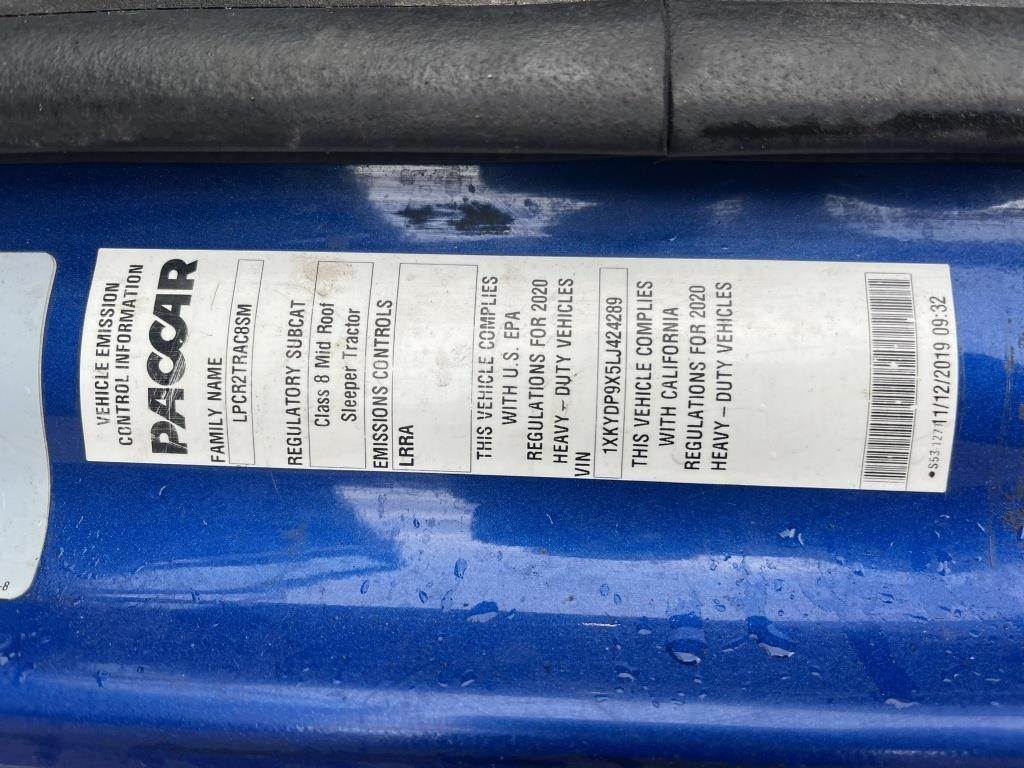 VEHICLE EMISSION
CONTROL INFORMATION
PACCAR
FAMILY NAME
LPCR2TRAC8SM
REGULATORY SUBCAT
Class 8 Mid Roof
Sleeper Tractor
EMISSIONS CONTROLS
LRRA
THIS VEHICLE COMPLIES
WITH U.S. EPA
REGULATIONS FOR 2020
HEAVY – DUTY VEHICLES
VIN
1XKYDP9X5LJ424289
THIS VEHICLE COMPLIES
WITH CALIFORNIA
REGULATIONS FOR 2020
HEAVY – DUTY VEHICLES
11/12/2019 09:32